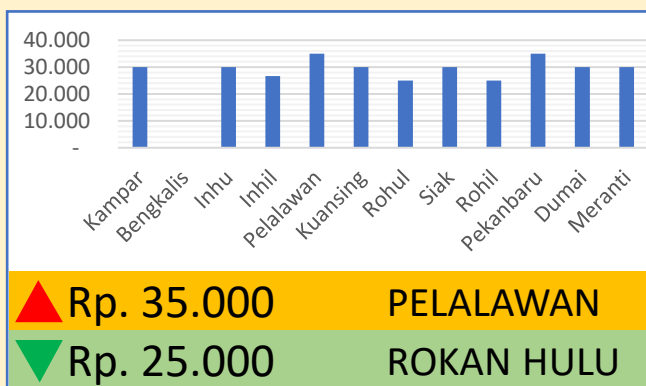 40.000
30.000
20.000
10.000
-
Kampar
Bengkalis
Inhu
Inhil
Pelalawan
Kuansing
Rohul
Siak
Rohil
Pekanbaru
Dumai
Meranti
Rp. 35.000 PELALAWAN
Rp. 25.000 ROKAN HULU